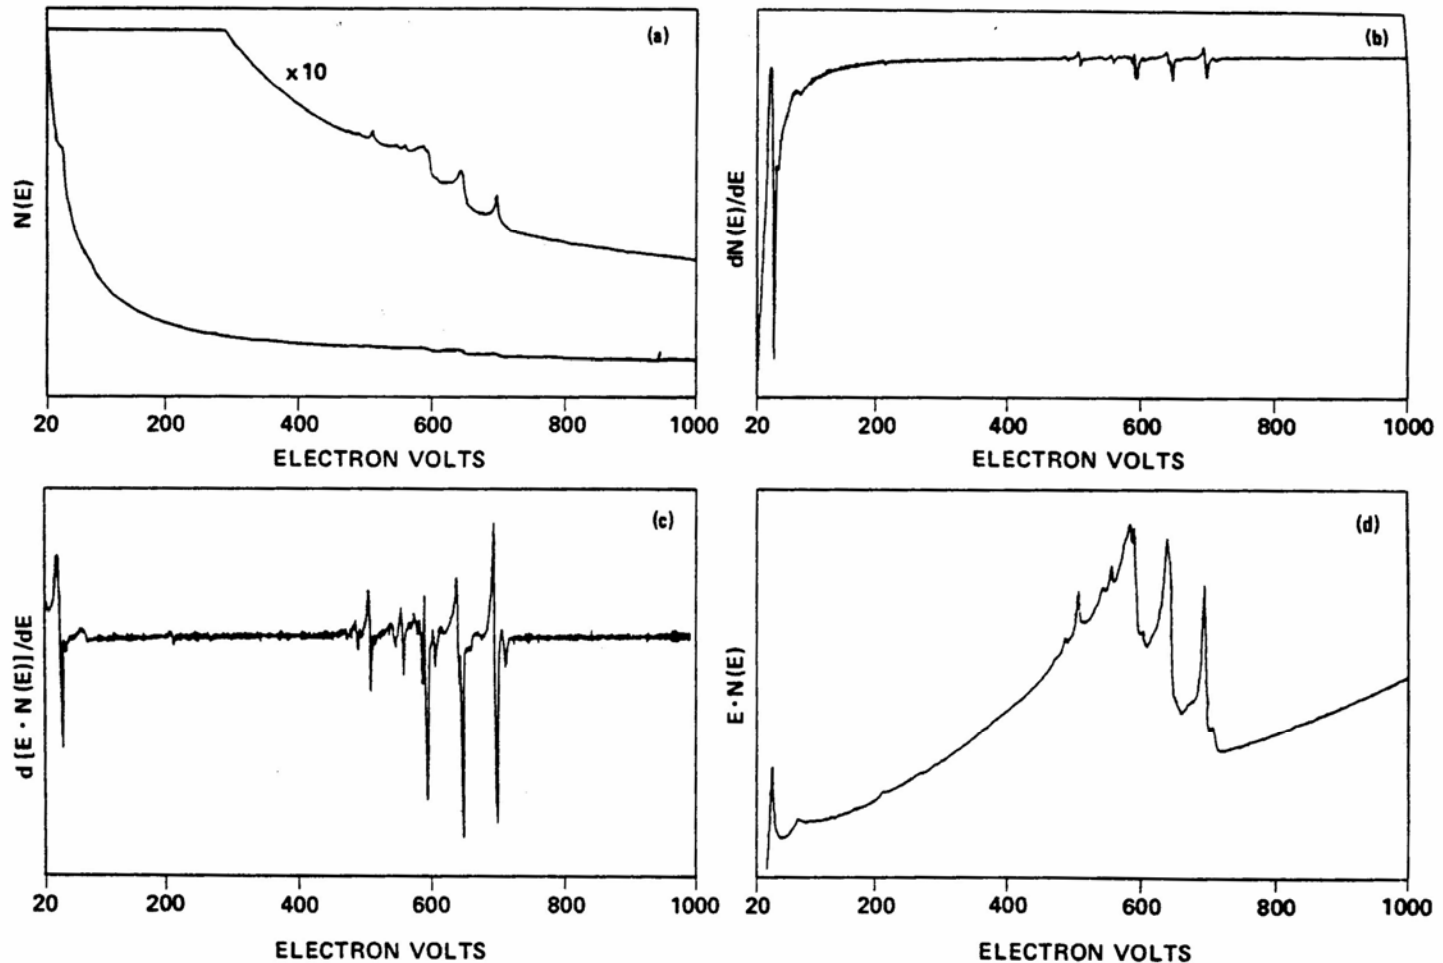 (a)
x 10
N(E)
20 200 400 600 800 1000
ELECTRON VOLTS
(b)
dN(E)/dE
20 200 400 600 800 1000
ELECTRON VOLTS
(c)
d [E · N(E)] /dE
20 200 400 600 800 1000
ELECTRON VOLTS
(d)
E · N(E)
20 200 400 600 800 1000
ELECTRON VOLTS